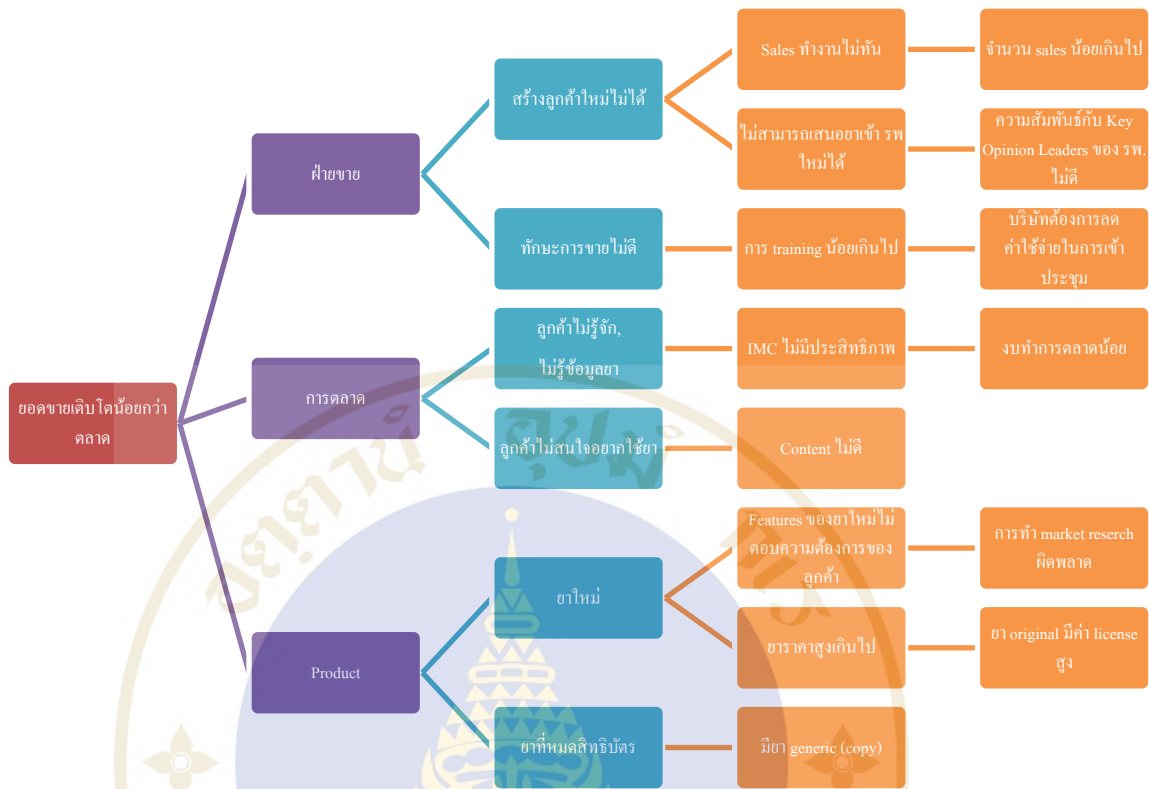 Sales ทำงานไม่ทัน
จำนวน sales น้อยเกินไป
สร้างลูกค้าใหม่ไม่ได้
ไม่สามารถเสนอยาเข้า รพ
ใหม่ได้
ความสัมพันธ์กับ Key
Opinion Leaders ของ รพ.
ไม่ดี
ฝ่ายขาย
ทักษะการขายไม่ดี
การ training น้อยเกินไป
บริษัทต้องการลด
ค่าใช้จ่ายในการเข้า
ประชุม
ลูกค้าไม่รู้จัก,
ไม่รู้ข้อมูลยา
IMC ไม่มีประสิทธิภาพ
งบทำการตลาดน้อย
การตลาด
ยอดขายเติบโตน้อยกว่า
ตลาด
ลูกค้าไม่สนใจอยากใช้ยา
Content ไม่ดี
Features ของยาใหม่ไม่
ตอบความต้องการของ
ลูกค้า
การทำ market reserch
ผิดพลาด
ยาใหม่
ยาราคาสูงเกินไป
ยา original มีค่า license
สูง
Product
ยาที่หมดสิทธิบัตร
มียา generic (copy)